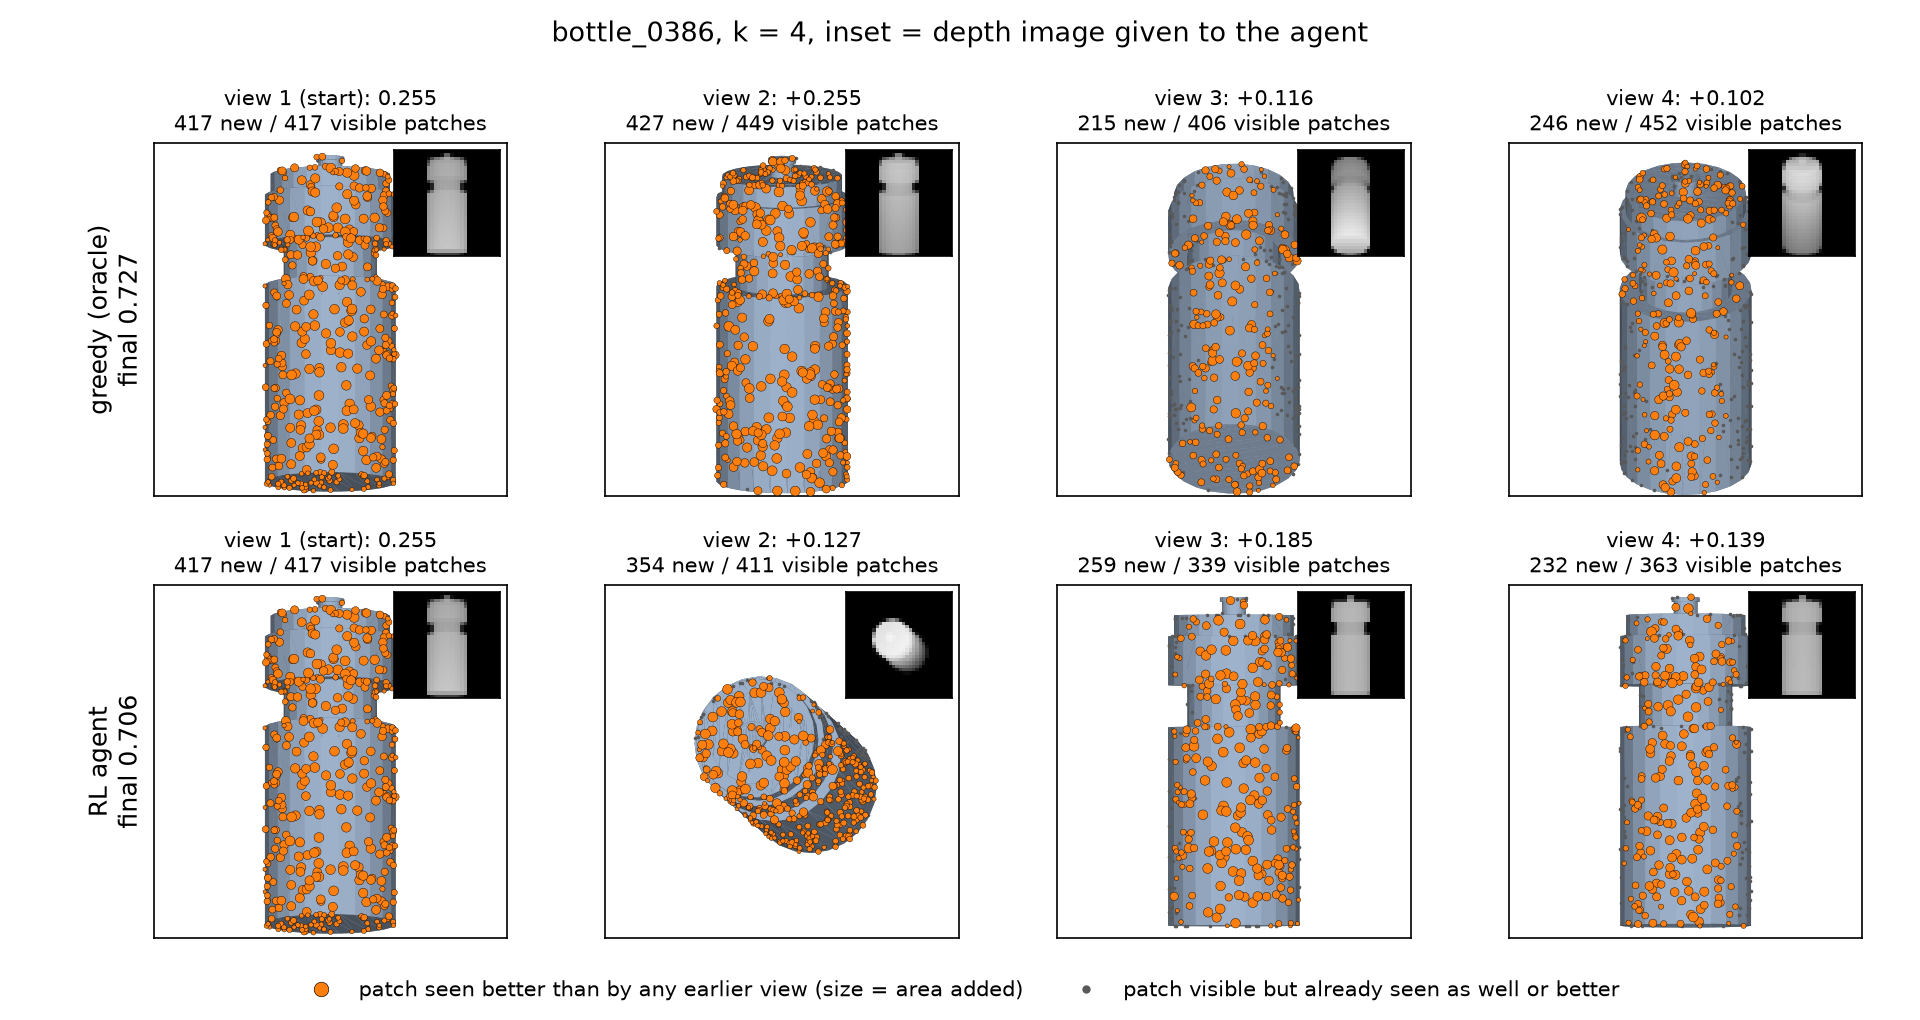 bottle_0386, k = 4, inset = depth image given to the agent
greedy (oracle)
final 0.727
view 1 (start): 0.255
417 new / 417 visible patches
view 2: +0.255
427 new / 449 visible patches
view 3: +0.116
215 new / 406 visible patches
view 4: +0.102
246 new / 452 visible patches
RL agent
final 0.706
view 1 (start): 0.255
417 new / 417 visible patches
view 2: +0.127
354 new / 411 visible patches
view 3: +0.185
259 new / 339 visible patches
view 4: +0.139
232 new / 363 visible patches
patch seen better than by any earlier view (size = area added)
patch visible but already seen as well or better